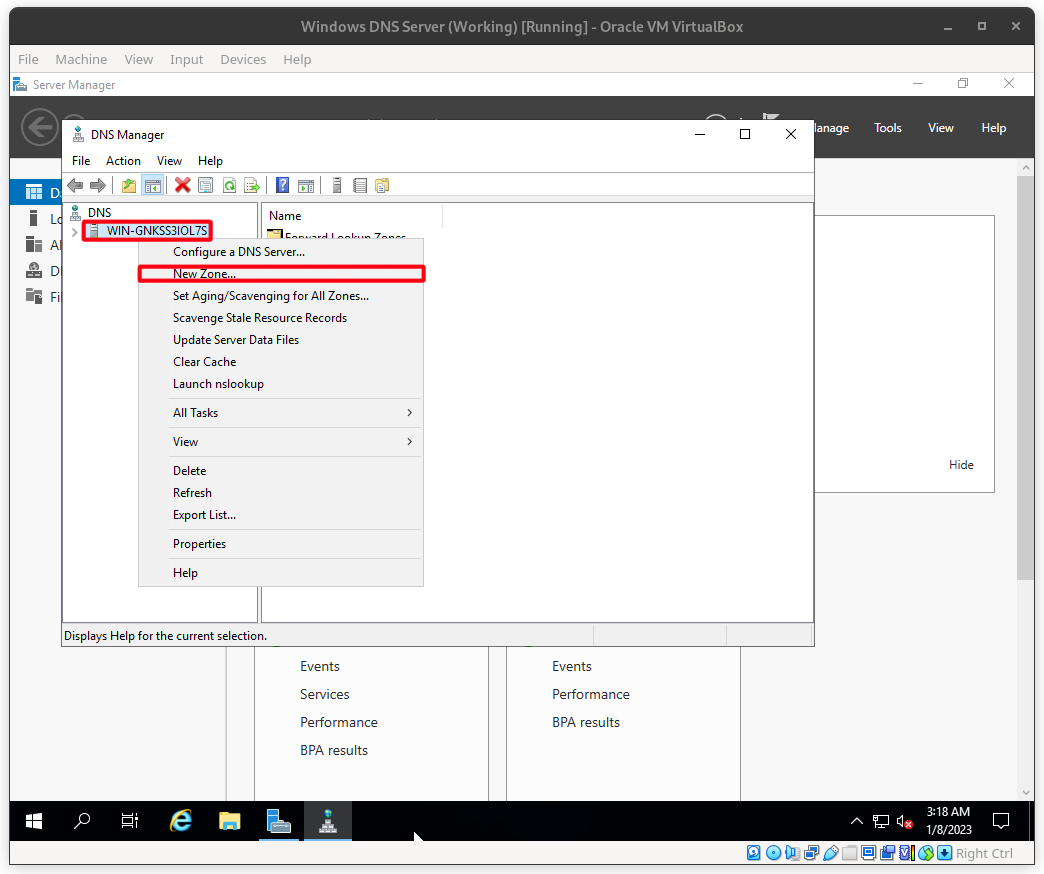 Windows DNS Server (Working) [Running] - Oracle VM VirtualBox
File Machine View Input Devices Help
Server Manager
Tools View Help
DNS Manager
File Action View Help
DNS
Name
WIN-GNKSS3IOL7S
Forward Lookup Zones
Configure a DNS Server...
New Zone...
Set Aging/Scavenging for All Zones...
Scavenge Stale Resource Records
Update Server Data Files
Clear Cache
Launch nslookup
All Tasks
View
Delete
Refresh
Export List...
Properties
Help
Hide
Displays Help for the current selection.
Events
Services
Performance
BPA results
Events
Performance
BPA results
3:18 AM
1/8/2023
Right Ctrl